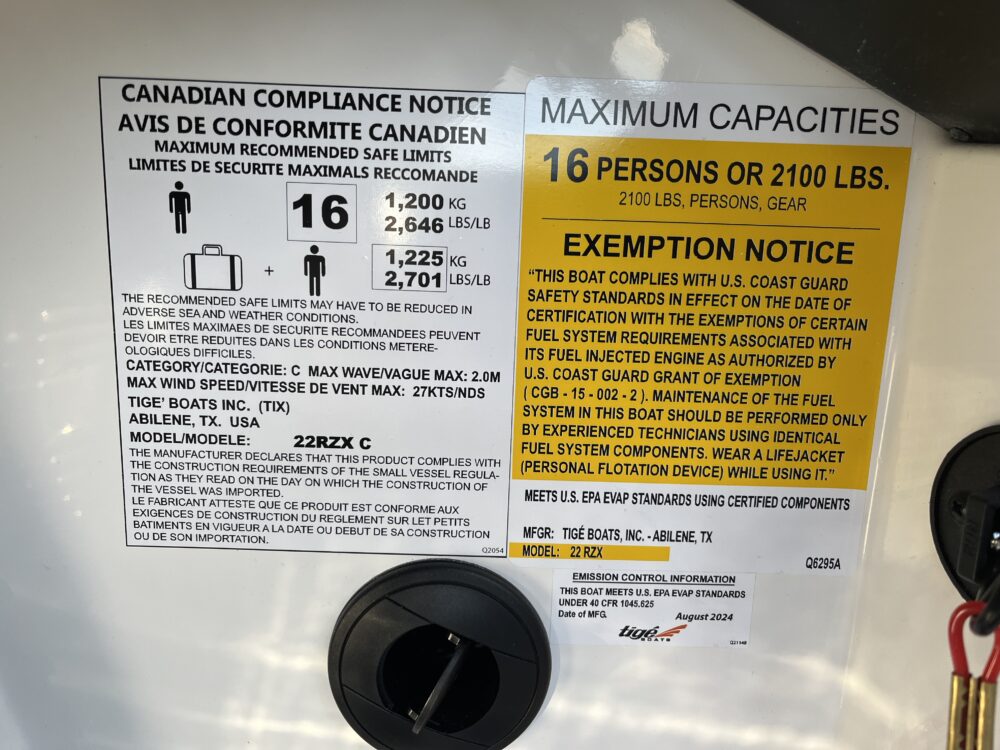 CANADIAN COMPLIANCE NOTICE
AVIS DE CONFORMITE CANADIEN
MAXIMUM RECOMMENDED SAFE LIMITS
LIMITES DE SECURITE MAXIMALS RECCOMANDE
16
1,200 KG
2,646 LBS/LB
+
1,225 KG
2,701 LBS/LB
THE RECOMMENDED SAFE LIMITS MAY HAVE TO BE REDUCED IN
ADVERSE SEA AND WEATHER CONDITIONS.
LES LIMITES MAXIMAES DE SECURITE RECOMMANDEES PEUVENT
DEVOIR ETRE REDUITES DANS LES CONDITIONS METERE-
OLOGIQUES DIFFICILES.
CATEGORY/CATEGORIE: C MAX WAVE/VAGUE MAX: 2.0M
MAX WIND SPEED/VITESSE DE VENT MAX: 27KTS/NDS
TIGE' BOATS INC. (TIX)
ABILENE, TX. USA
MODEL/MODELE: 22RZX C
THE MANUFACTURER DECLARES THAT THIS PRODUCT COMPLIES WITH
THE CONSTRUCTION REQUIREMENTS OF THE SMALL VESSEL REGULA-
TION AS THEY READ ON THE DAY ON WHICH THE CONSTRUCTION OF
THE VESSEL WAS IMPORTED.
LE FABRICANT ATTESTE QUE CE PRODUIT EST CONFORME AUX
EXIGENCES DE CONSTRUCTION DU REGLEMENT SUR LET PETITS
BATIMENTS EN VIGUEUR A LA DATE OU DEBUT DE SA CONSTRUCTION
OU DE SON IMPORTATION.
Q2054
MAXIMUM CAPACITIES
16 PERSONS OR 2100 LBS.
2100 LBS, PERSONS, GEAR
EXEMPTION NOTICE
“THIS BOAT COMPLIES WITH U.S. COAST GUARD
SAFETY STANDARDS IN EFFECT ON THE DATE OF
CERTIFICATION WITH THE EXEMPTIONS OF CERTAIN
FUEL SYSTEM REQUIREMENTS ASSOCIATED WITH
ITS FUEL INJECTED ENGINE AS AUTHORIZED BY
U.S. COAST GUARD GRANT OF EXEMPTION
( CGB - 15 - 002 - 2 ). MAINTENANCE OF THE FUEL
SYSTEM IN THIS BOAT SHOULD BE PERFORMED ONLY
BY EXPERIENCED TECHNICIANS USING IDENTICAL
FUEL SYSTEM COMPONENTS. WEAR A LIFEJACKET
(PERSONAL FLOTATION DEVICE) WHILE USING IT.”
MEETS U.S. EPA EVAP STANDARDS USING CERTIFIED COMPONENTS
MFGR: TIGÉ BOATS, INC. - ABILENE, TX
MODEL: 22 RZX
Q6295A
EMISSION CONTROL INFORMATION
THIS BOAT MEETS U.S. EPA EVAP STANDARDS
UNDER 40 CFR 1045.625
Date of MFG. August 2024
tigé
BOATS